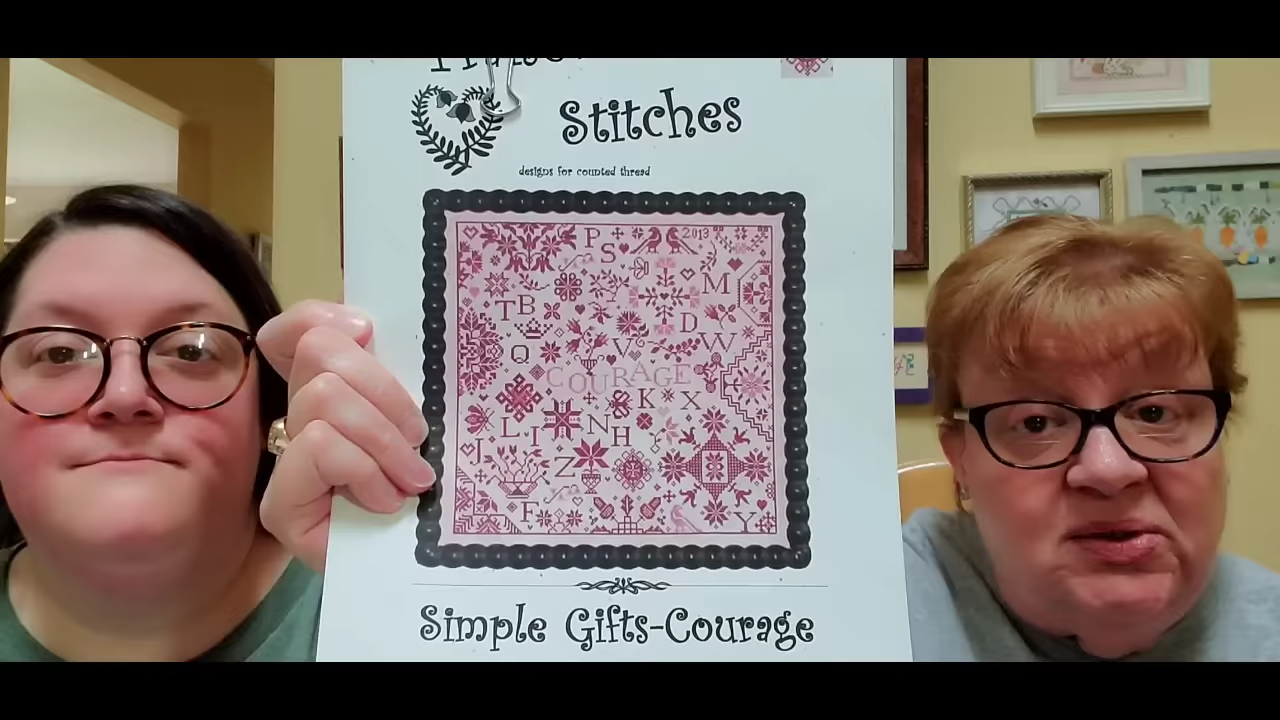 Stitches
designs for counted thread
P
S
2013
M
T B
D
Q
V
W
COURAGE
K X
L I
N H
J
Z
F
Y
Simple Gifts-Courage